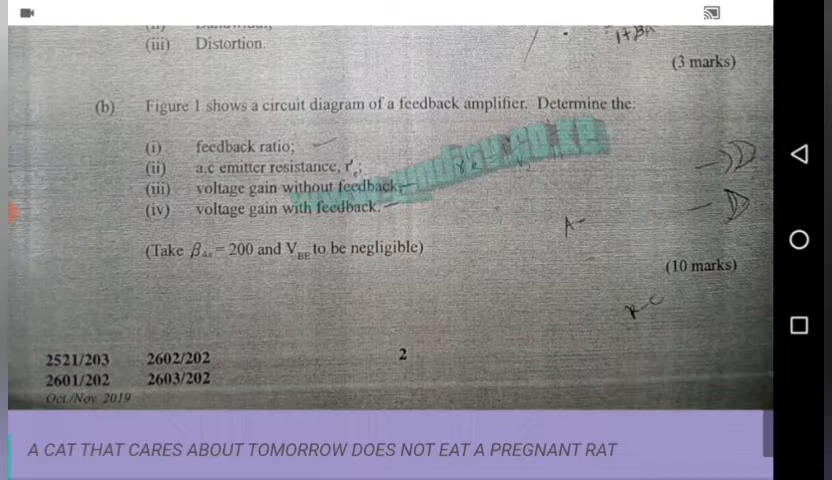 (iii) Distortion.
1+BA
(3 marks)
(b) Figure 1 shows a circuit diagram of a feedback amplifier. Determine the:
(i) feedback ratio;
(ii) a.c emitter resistance, r'e;
(iii) voltage gain without feedback;
(iv) voltage gain with feedback.
(Take βdc = 200 and VBE to be negligible)
(10 marks)
2521/203 2602/202
2601/202 2603/202
Oct./Nov. 2019
2
A CAT THAT CARES ABOUT TOMORROW DOES NOT EAT A PREGNANT RAT